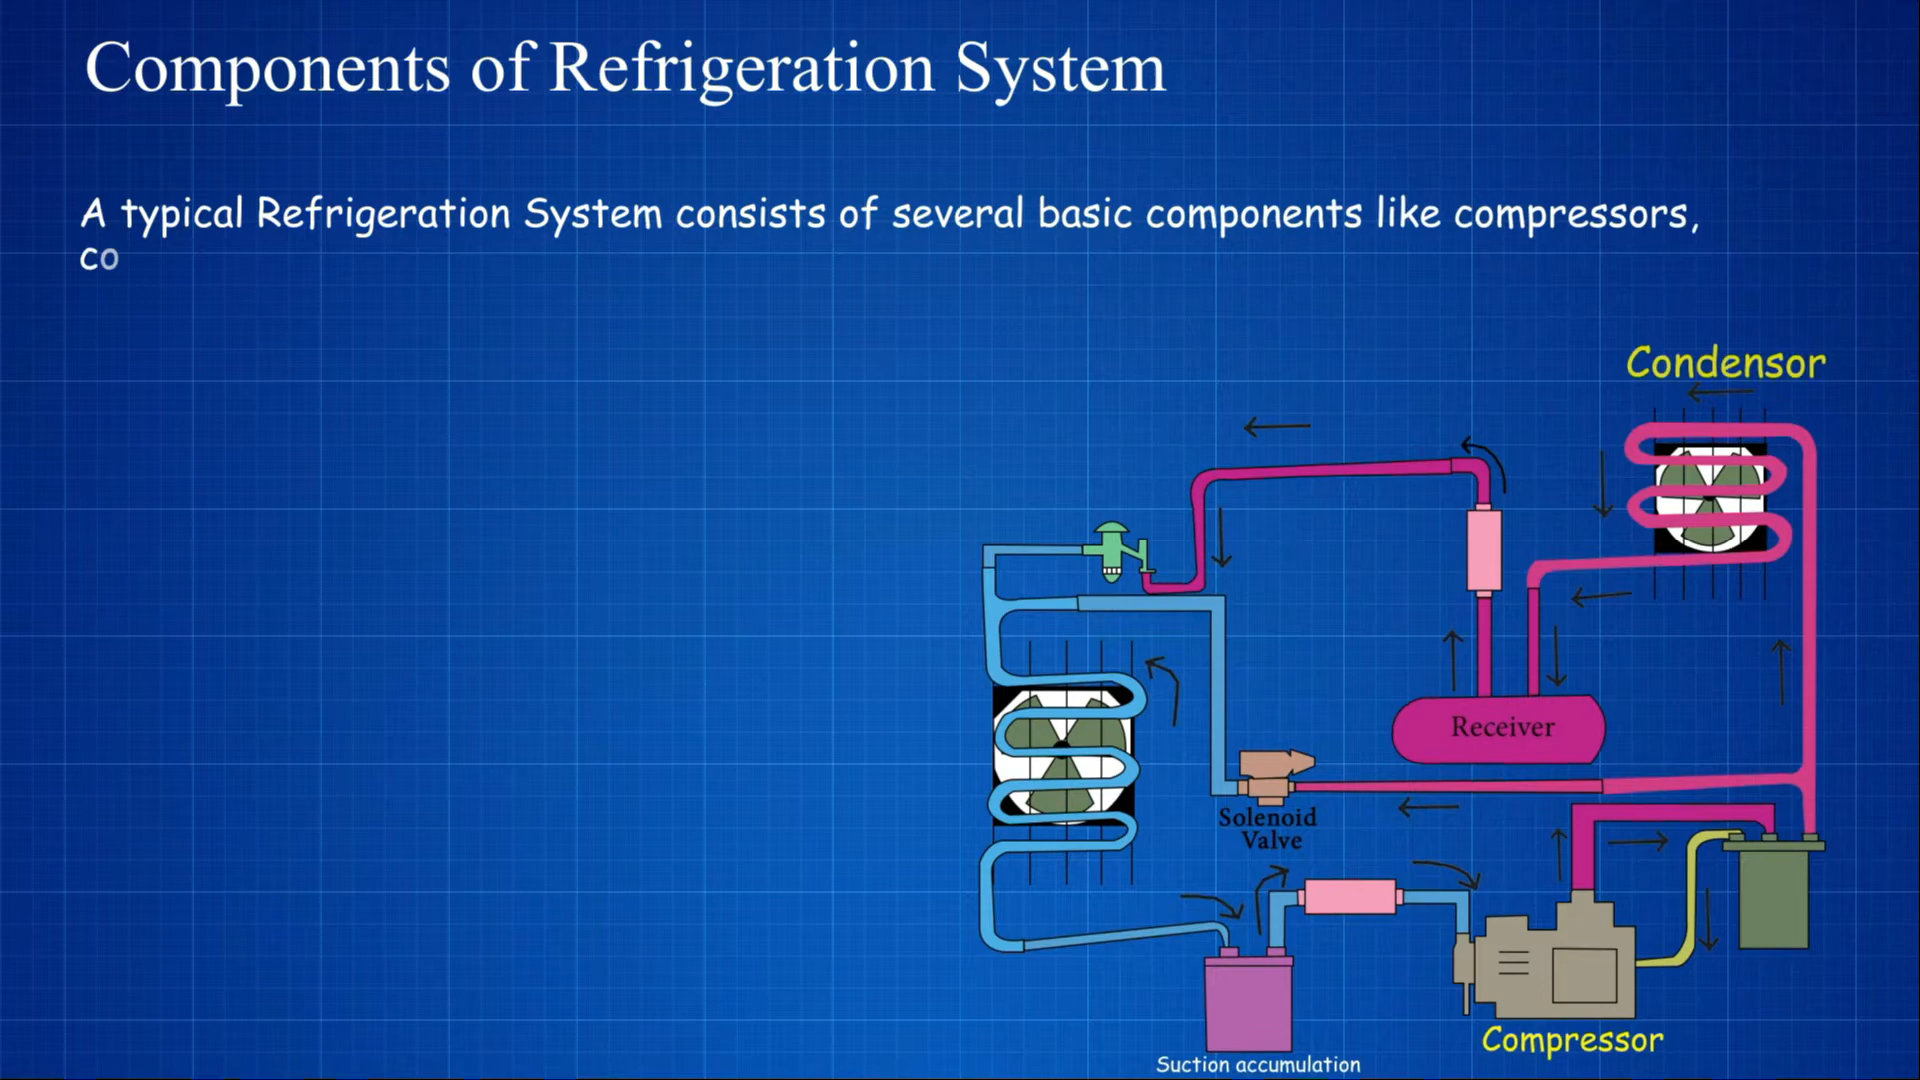 Components of Refrigeration System
A typical Refrigeration System consists of several basic components like compressors,
co
Condensor
Receiver
Solenoid
Valve
Compressor
Suction accumulation